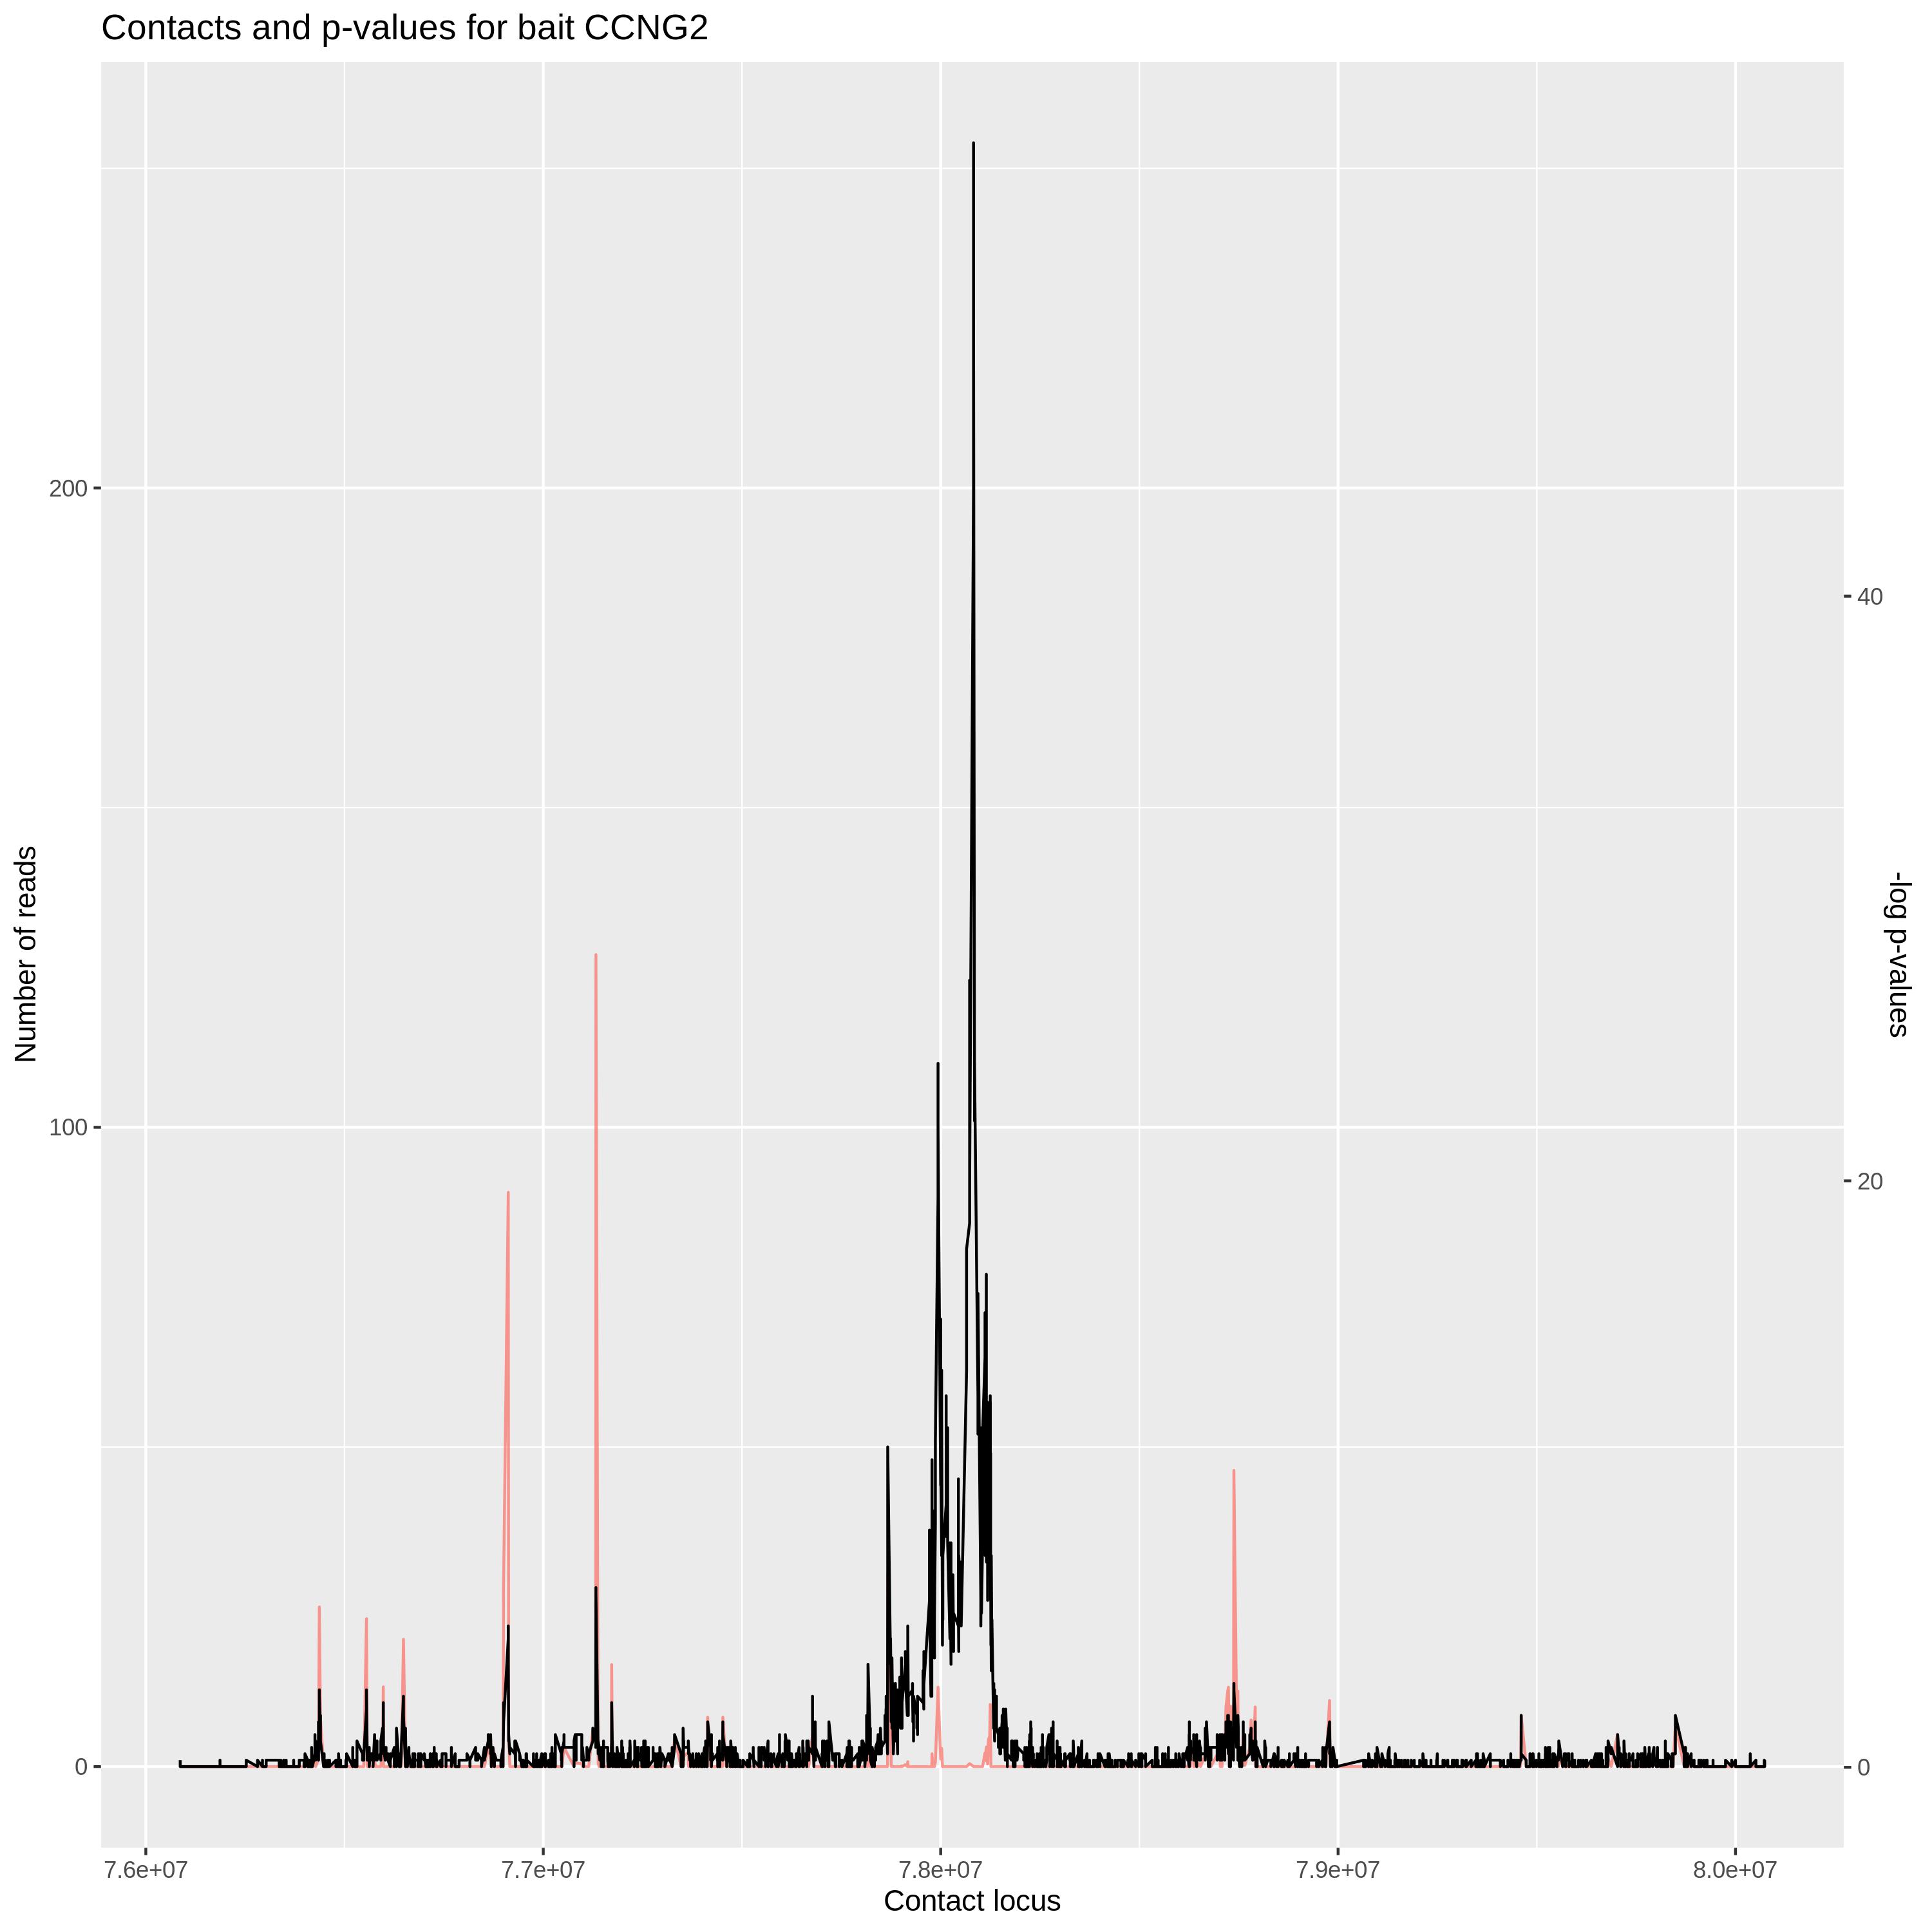 Contacts and p-values for bait CCNG2
Number of reads
200
100
0
40
20
0
-log p-values
7.6e+07
7.7e+07
7.8e+07
7.9e+07
8.0e+07
Contact locus